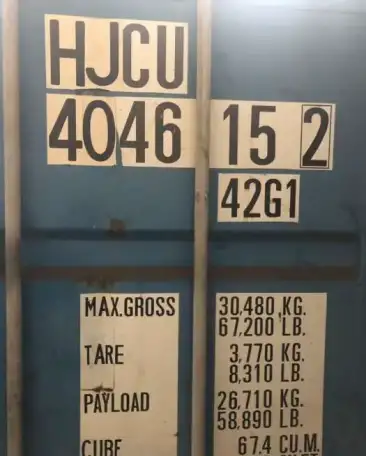 HJCU
4046 15 2
42G1
MAX.GROSS 30,480 KG.
67,200 LB.
TARE 3,770 KG.
8,310 LB.
PAYLOAD 26,710 KG.
58,890 LB.
CUBE 67.4 CU.M.